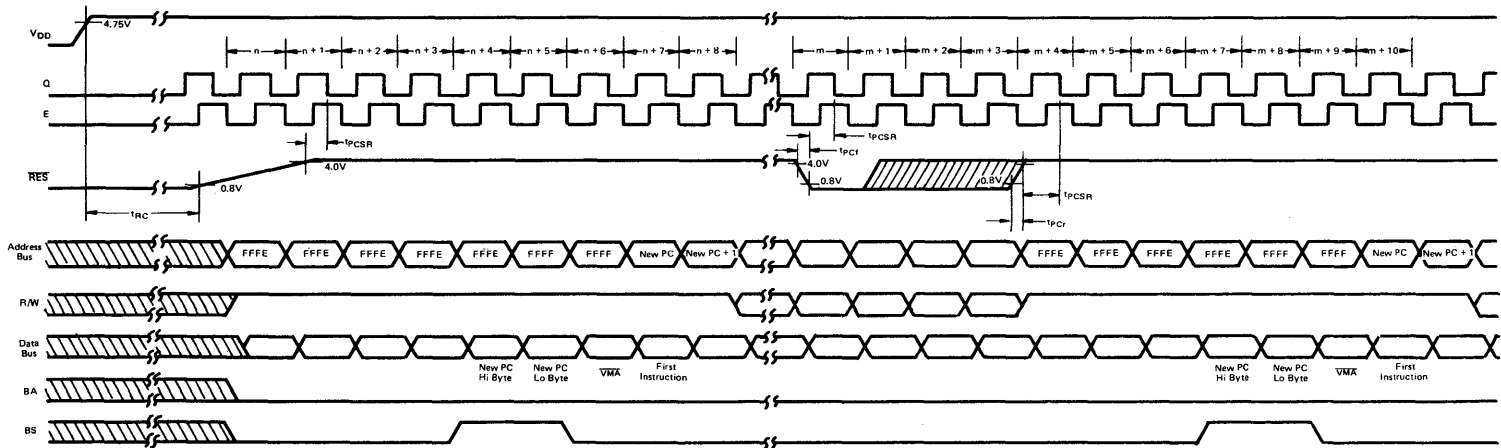 VDD
4.75V
n
n + 1
n + 2
n + 3
n + 4
n + 5
n + 6
n + 7
n + 8
m
m + 1
m + 2
m + 3
m + 4
m + 5
m + 6
m + 7
m + 8
m + 9
m + 10
Q
E
tPCSR
tPCSR
tPCf
RES
0.8V
4.0V
4.0V
0.8V
0.8V
tPCSR
tRC
tPCr
Address
Bus
FFFE
FFFE
FFFE
FFFE
FFFE
FFFF
FFFF
New PC
New PC + 1
FFFE
FFFE
FFFE
FFFE
FFFF
FFFF
New PC
New PC + 1
R/W
Data
Bus
New PC
Hi Byte
New PC
Lo Byte
VMA
First
Instruction
New PC
Hi Byte
New PC
Lo Byte
VMA
First
Instruction
BA
BS